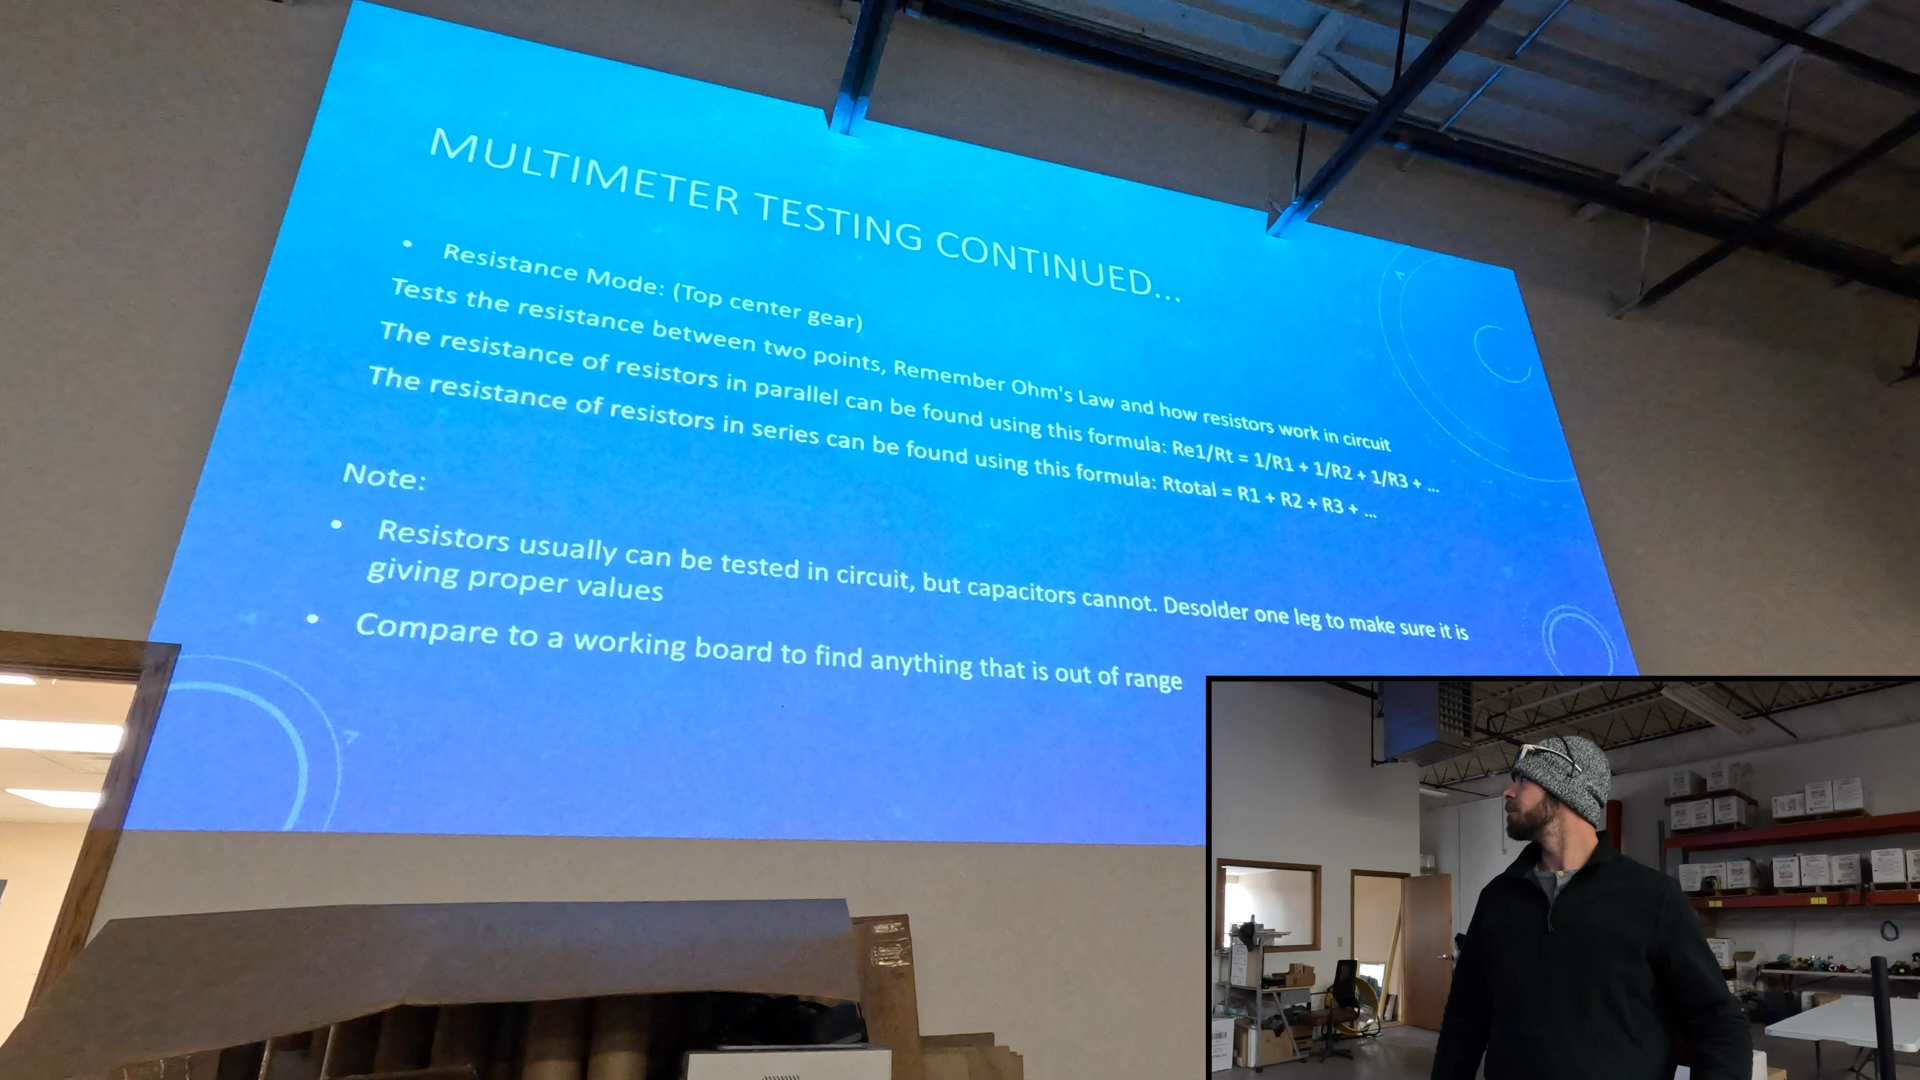 MULTIMETER TESTING CONTINUED...
• Resistance Mode: (Top center gear)
Tests the resistance between two points, Remember Ohm's Law and how resistors work in circuit
The resistance of resistors in parallel can be found using this formula: Re1/Rt = 1/R1 + 1/R2 + 1/R3 + ...
The resistance of resistors in series can be found using this formula: Rtotal = R1 + R2 + R3 + ...
Note:
• Resistors usually can be tested in circuit, but capacitors cannot. Desolder one leg to make sure it is
giving proper values
• Compare to a working board to find anything that is out of range